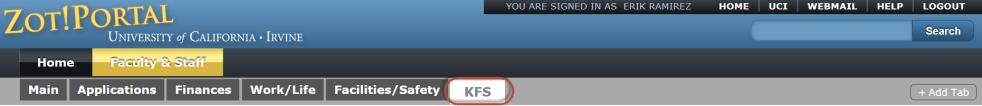 YOU ARE SIGNED IN AS ERIK RAMIREZ HOME UCI WEBMAIL HELP LOGOUT
ZOT!PORTAL
UNIVERSITY of CALIFORNIA · IRVINE
Search
Home Faculty & Staff
Main Applications Finances Work/Life Facilities/Safety KFS + Add Tab